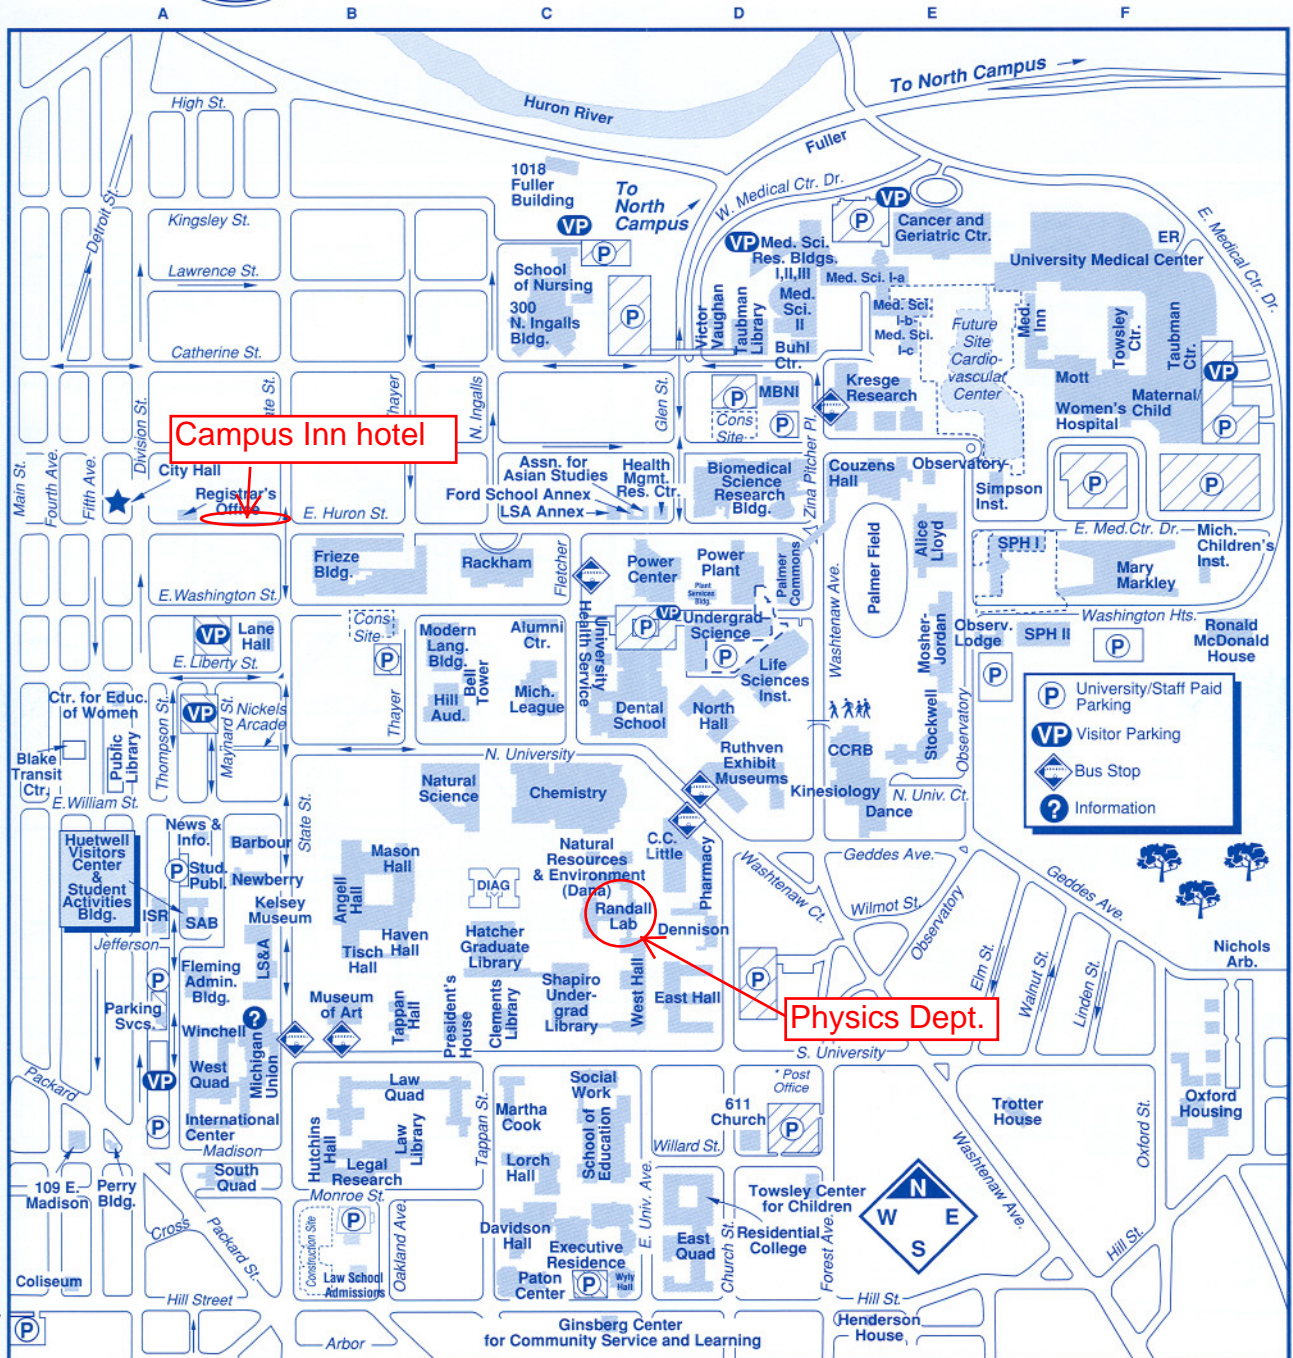 A B C D E F
To North Campus
High St.
Huron River
Fuller
1018
Fuller
Building
To
North
Campus
W. Medical Ctr. Dr.
Detroit St.
Kingsley St.
VP
P
VP
P
VP
Cancer and
Geriatric Ctr.
E. Medical Ctr. Dr.
ER
Lawrence St.
School
of Nursing
300
N. Ingalls
Bldg.
P
Med. Sci.
Res. Bldgs.
I,II,III
Med. Sci. I-a
Med.
Sci.
II
University Medical Center
Med. Sci.
I-b
Med. Sci.
I-c
Victor
Vaughan
Taubman
Library
Buhl
Ctr.
Future
Site
Cardio-
vascular
Center
Med.
Inn
Towsley
Ctr.
Taubman
Ctr.
Catherine St.
VP
P
Mott
Maternal/
Child
Women's
Hospital
P
MBNI
Cons
Site
P
Kresge
Research
Division St.
Thayer
N. Ingalls
Glen St.
Zina Pitcher Pl.
Campus Inn hotel
Main St.
Fourth Ave.
Fifth Ave.
City Hall
Registrar's
Office
E. Huron St.
Assn. for
Asian Studies
Ford School Annex
LSA Annex
Health
Mgmt.
Res. Ctr.
Biomedical
Science
Research
Bldg.
Couzens
Hall
Observatory
Simpson
Inst.
P
P
E. Med.Ctr. Dr.
Mich.
Children's
Inst.
Frieze
Bldg.
Rackham
Fletcher
Power
Center
Power
Plant
Plant
Services
Bldg.
Palmer
Commons
Palmer Field
Alice
Lloyd
SPH I
Mary
Markley
E.Washington St.
Washington Hts.
VP
Lane
Hall
Cons
Site
P
Modern
Lang.
Bldg.
Alumni
Ctr.
University
Health Service
P
VP
Undergrad
Science
P
Washtenaw Ave.
Mosher-
Jordan
Observ.
Lodge
SPH II
P
P
Ronald
McDonald
House
E. Liberty St.
Bell
Tower
Hill
Aud.
Mich.
League
Dental
School
North
Hall
Life
Sciences
Inst.
Ctr. for Educ.
of Women
Thompson St.
VP
Maynard St.
Nickels
Arcade
Thayer
Stockwell
Observatory
P University/Staff Paid
Parking
VP Visitor Parking
Bus Stop
? Information
Blake
Transit
Ctr.
Public
Library
N. University
Ruthven
Exhibit
Museums
CCRB
E.William St.
State St.
Natural
Science
Chemistry
Kinesiology
Dance
N. Univ. Ct.
Huetwell
Visitors
Center
&
Student
Activities
Bldg.
News &
Info.
P
Stud.
Publ.
Barbour
Newberry
Kelsey
Museum
ISR
SAB
Mason
Hall
Angell
Hall
Haven
Hall
Tisch
Hall
DIAG
Natural
Resources
& Environment
(Dana)
C.C.
Little
Pharmacy
Washtenaw Ct.
Geddes Ave.
Wilmot St.
Observatory
Geddes Ave.
Randall
Lab
Dennison
Jefferson
P
Fleming
Admin.
Bldg.
LS&A
Hatcher
Graduate
Library
Elm St.
Walnut St.
Linden St.
Nichols
Arb.
Parking
Svcs.
Winchell
?
Museum
of Art
Tappan
Hall
President's
House
Clements
Library
Shapiro
Under-
grad
Library
West Hall
East Hall
P
Physics Dept.
S. University
Packard
VP
P
West
Quad
Michigan
Union
International
Center
Law
Quad
Hutchins
Hall
Law
Library
Legal
Research
Tappan St.
Martha
Cook
Social
Work
School of
Education
Lorch
Hall
* Post
Office
611
Church
P
Willard St.
Trotter
House
Oxford
Housing
Oxford St.
Washtenaw Ave.
Madison
109 E.
Madison
Perry
Bldg.
South
Quad
Monroe St.
Cross
Packard St.
Construction Site
P
Law School
Admissions
Oakland Ave.
Davidson
Hall
Executive
Residence
Paton
Center
P
Wyly
Hall
E. Univ. Ave.
East
Quad
Church St.
Towsley Center
for Children
Residential
College
Forest Ave.
N
W E
S
Hill St.
Coliseum
Hill Street
Hill St.
P
Arbor
Ginsberg Center
for Community Service and Learning
Henderson
House